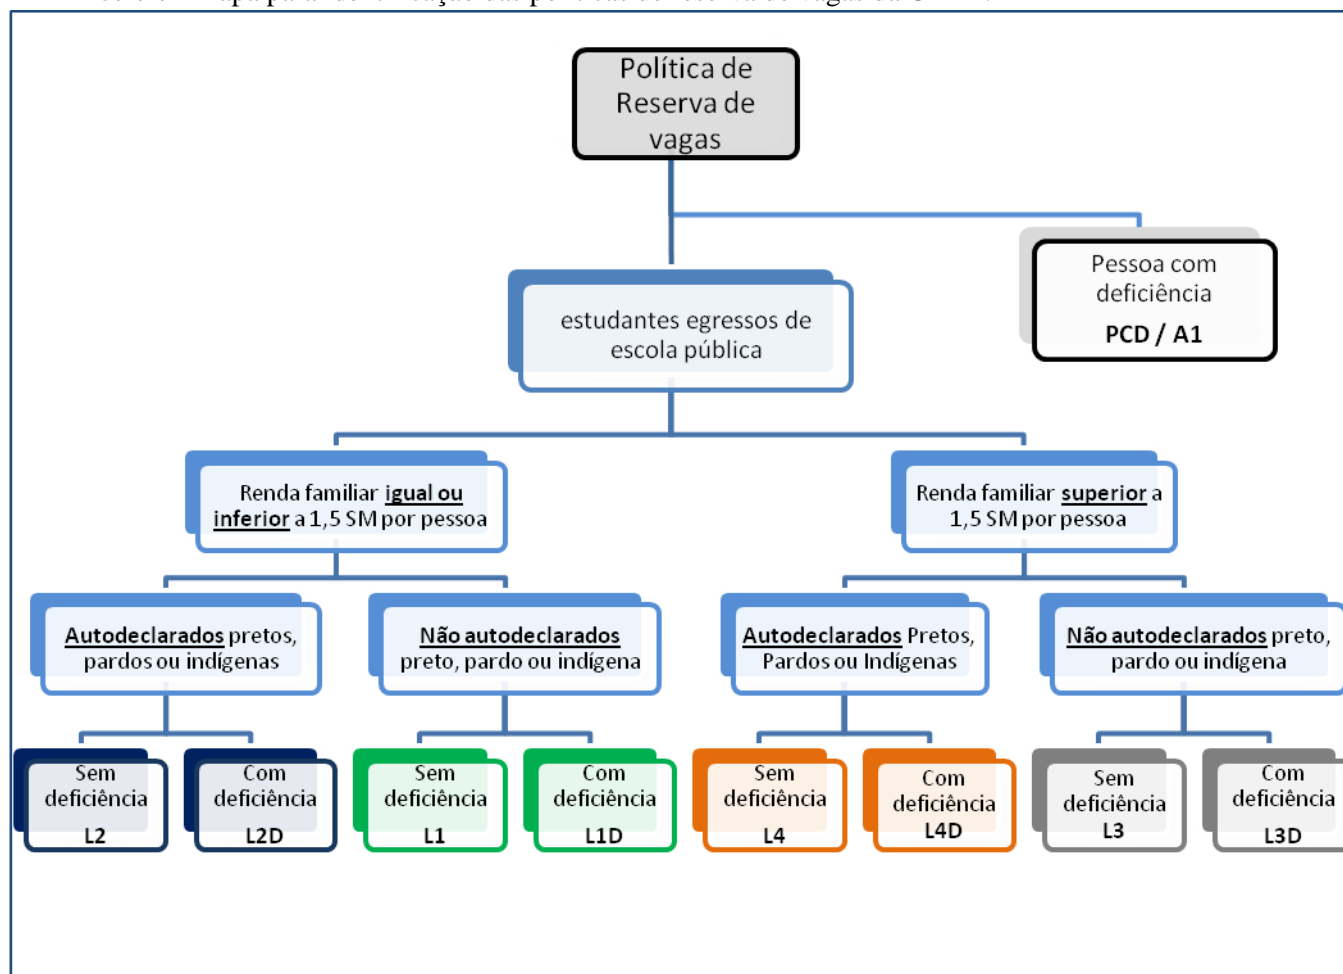 Política de
Reserva de
vagas
Pessoa com
deficiência
PCD / A1
estudantes egressos de
escola pública
Renda familiar igual ou
inferior a 1,5 SM por pessoa
Renda familiar superior a
1,5 SM por pessoa
Autodeclarados pretos,
pardos ou indígenas
Não autodeclarados
preto, pardo ou indígena
Autodeclarados Pretos,
Pardos ou Indígenas
Não autodeclarados preto,
pardo ou indígena
Sem
deficiência
L2
Com
deficiência
L2D
Sem
deficiência
L1
Com
deficiência
L1D
Sem
deficiência
L4
Com
deficiência
L4D
Sem
deficiência
L3
Com
deficiência
L3D